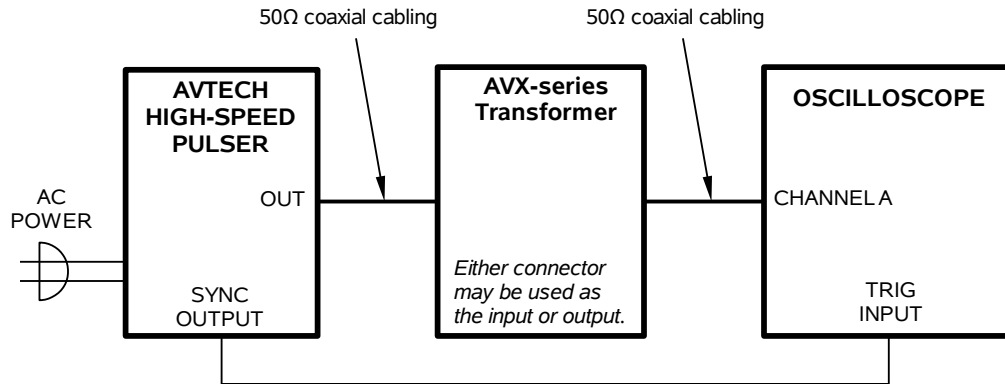 50Ω coaxial cabling
50Ω coaxial cabling
AVTECH
HIGH-SPEED
PULSER
AVX-series
Transformer
OSCILLOSCOPE
AC
POWER
OUT
CHANNEL A
Either connector
may be used as
the input or output.
SYNC
OUTPUT
TRIG
INPUT